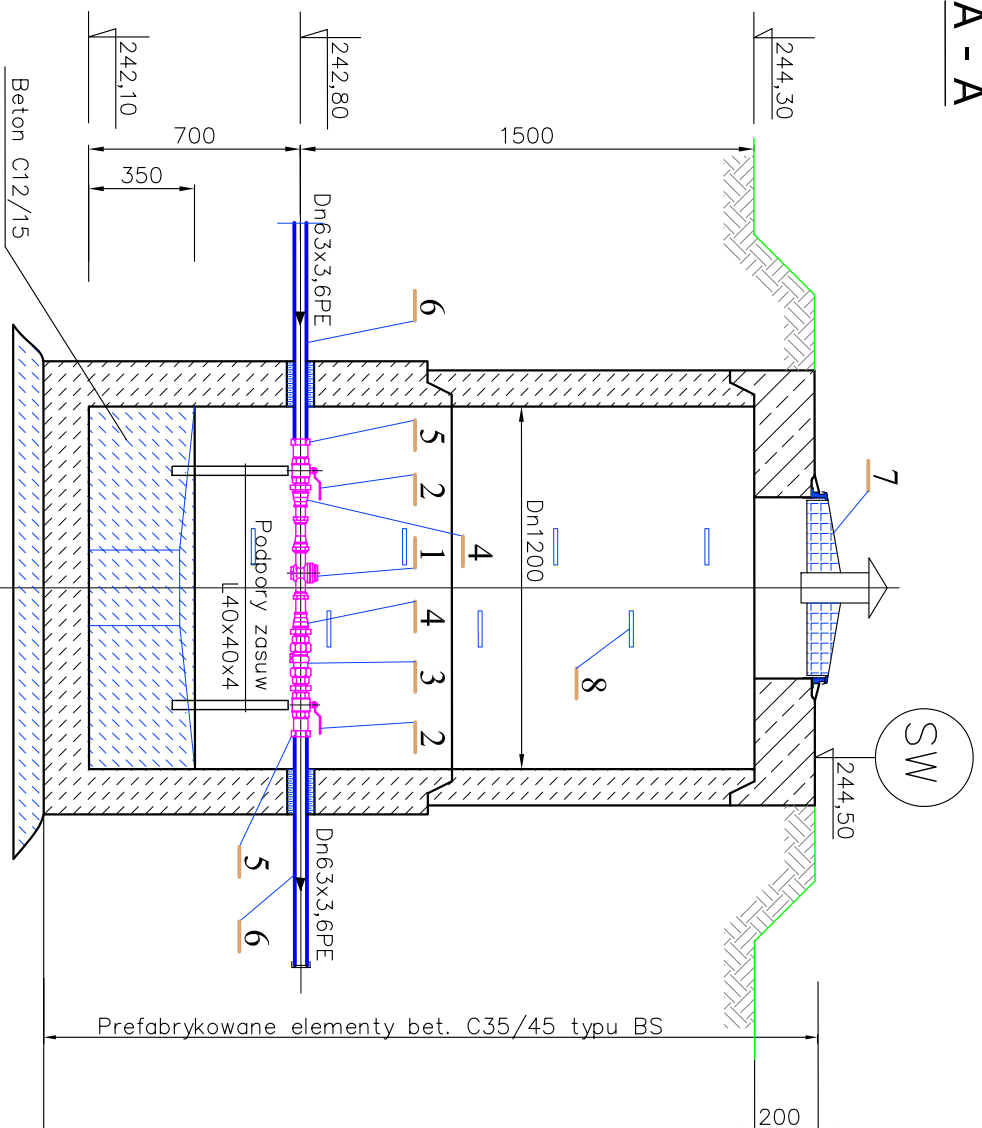 A - A
SW
244,30
242,80
242,10
244,50
1500
700
350
200
Dn1200
Beton C12/15
Dn63x3,6PE
Dn63x3,6PE
Podpory zasuw
L40x40x4
Prefabrykowane elementy bet. C35/45 typu BS
7
6
5
2
4
1
4
3
2
8
5
6